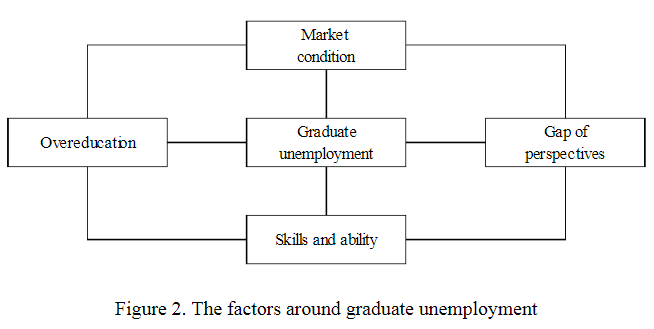 Market
condition
Overeducation
Graduate
unemployment
Gap of
perspectives
Skills and ability
Figure 2. The factors around graduate unemployment